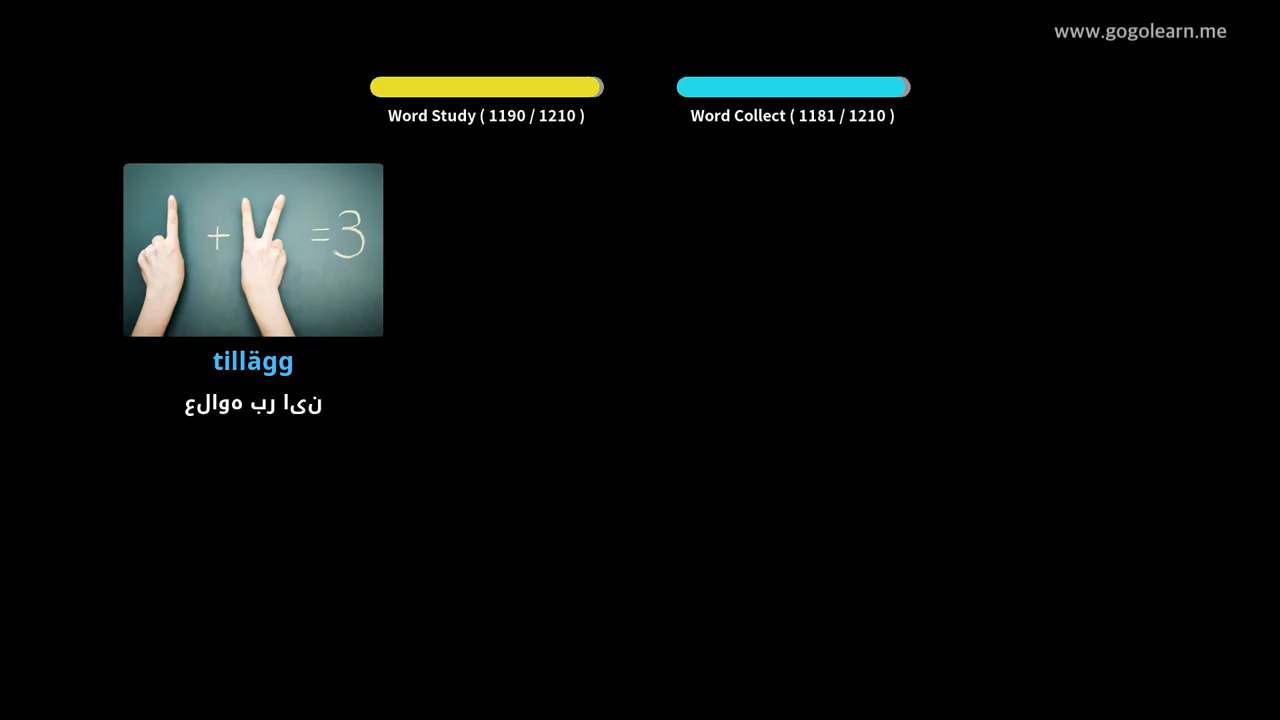 www.gogolearn.me
Word Study ( 1190 / 1210 )
Word Collect ( 1181 / 1210 )
+ =3
tillägg
علاوه بر این